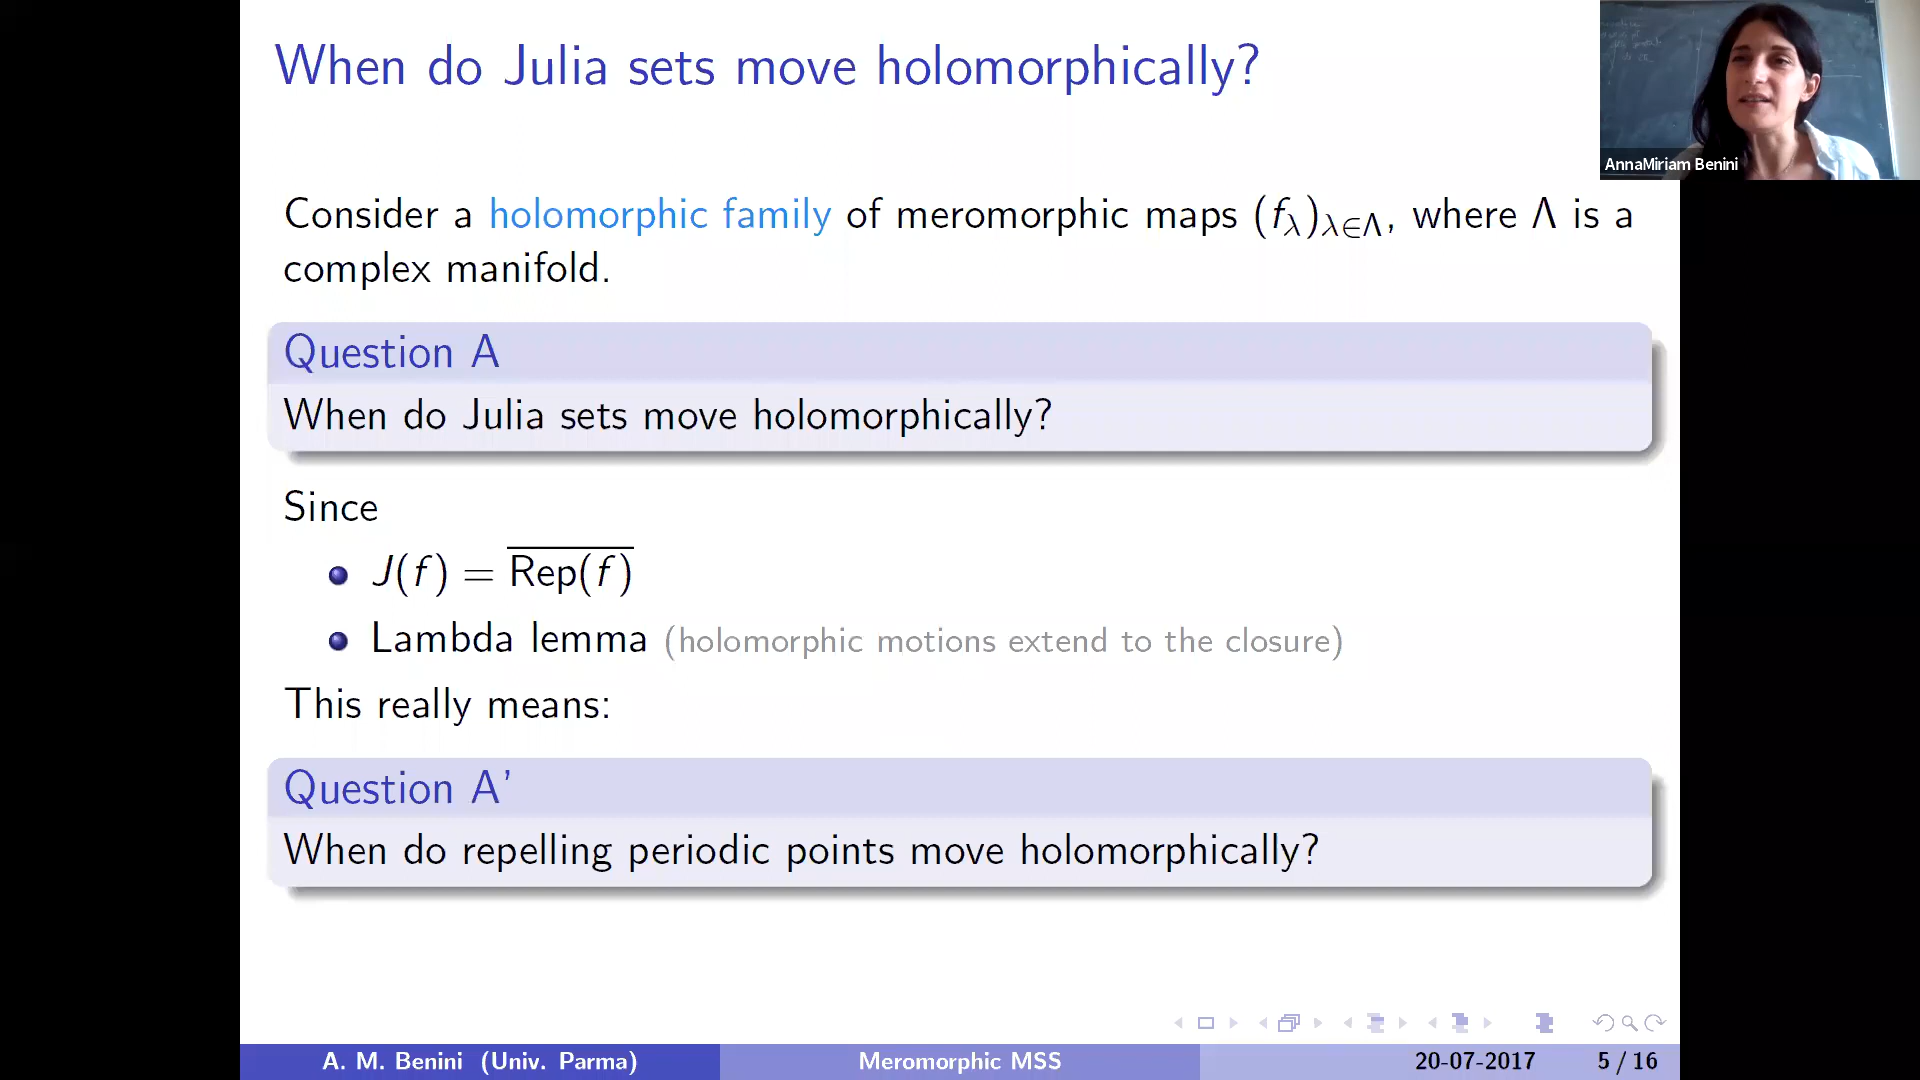 When do Julia sets move holomorphically?
AnnaMiriam Benini
Consider a holomorphic family of meromorphic maps (f_λ)_{λ∈Λ}, where Λ is a
complex manifold.
Question A
When do Julia sets move holomorphically?
Since
J(f) = \overline{Rep(f)}
Lambda lemma (holomorphic motions extend to the closure)
This really means:
Question A'
When do repelling periodic points move holomorphically?
A. M. Benini (Univ. Parma) Meromorphic MSS 20-07-2017 5 / 16